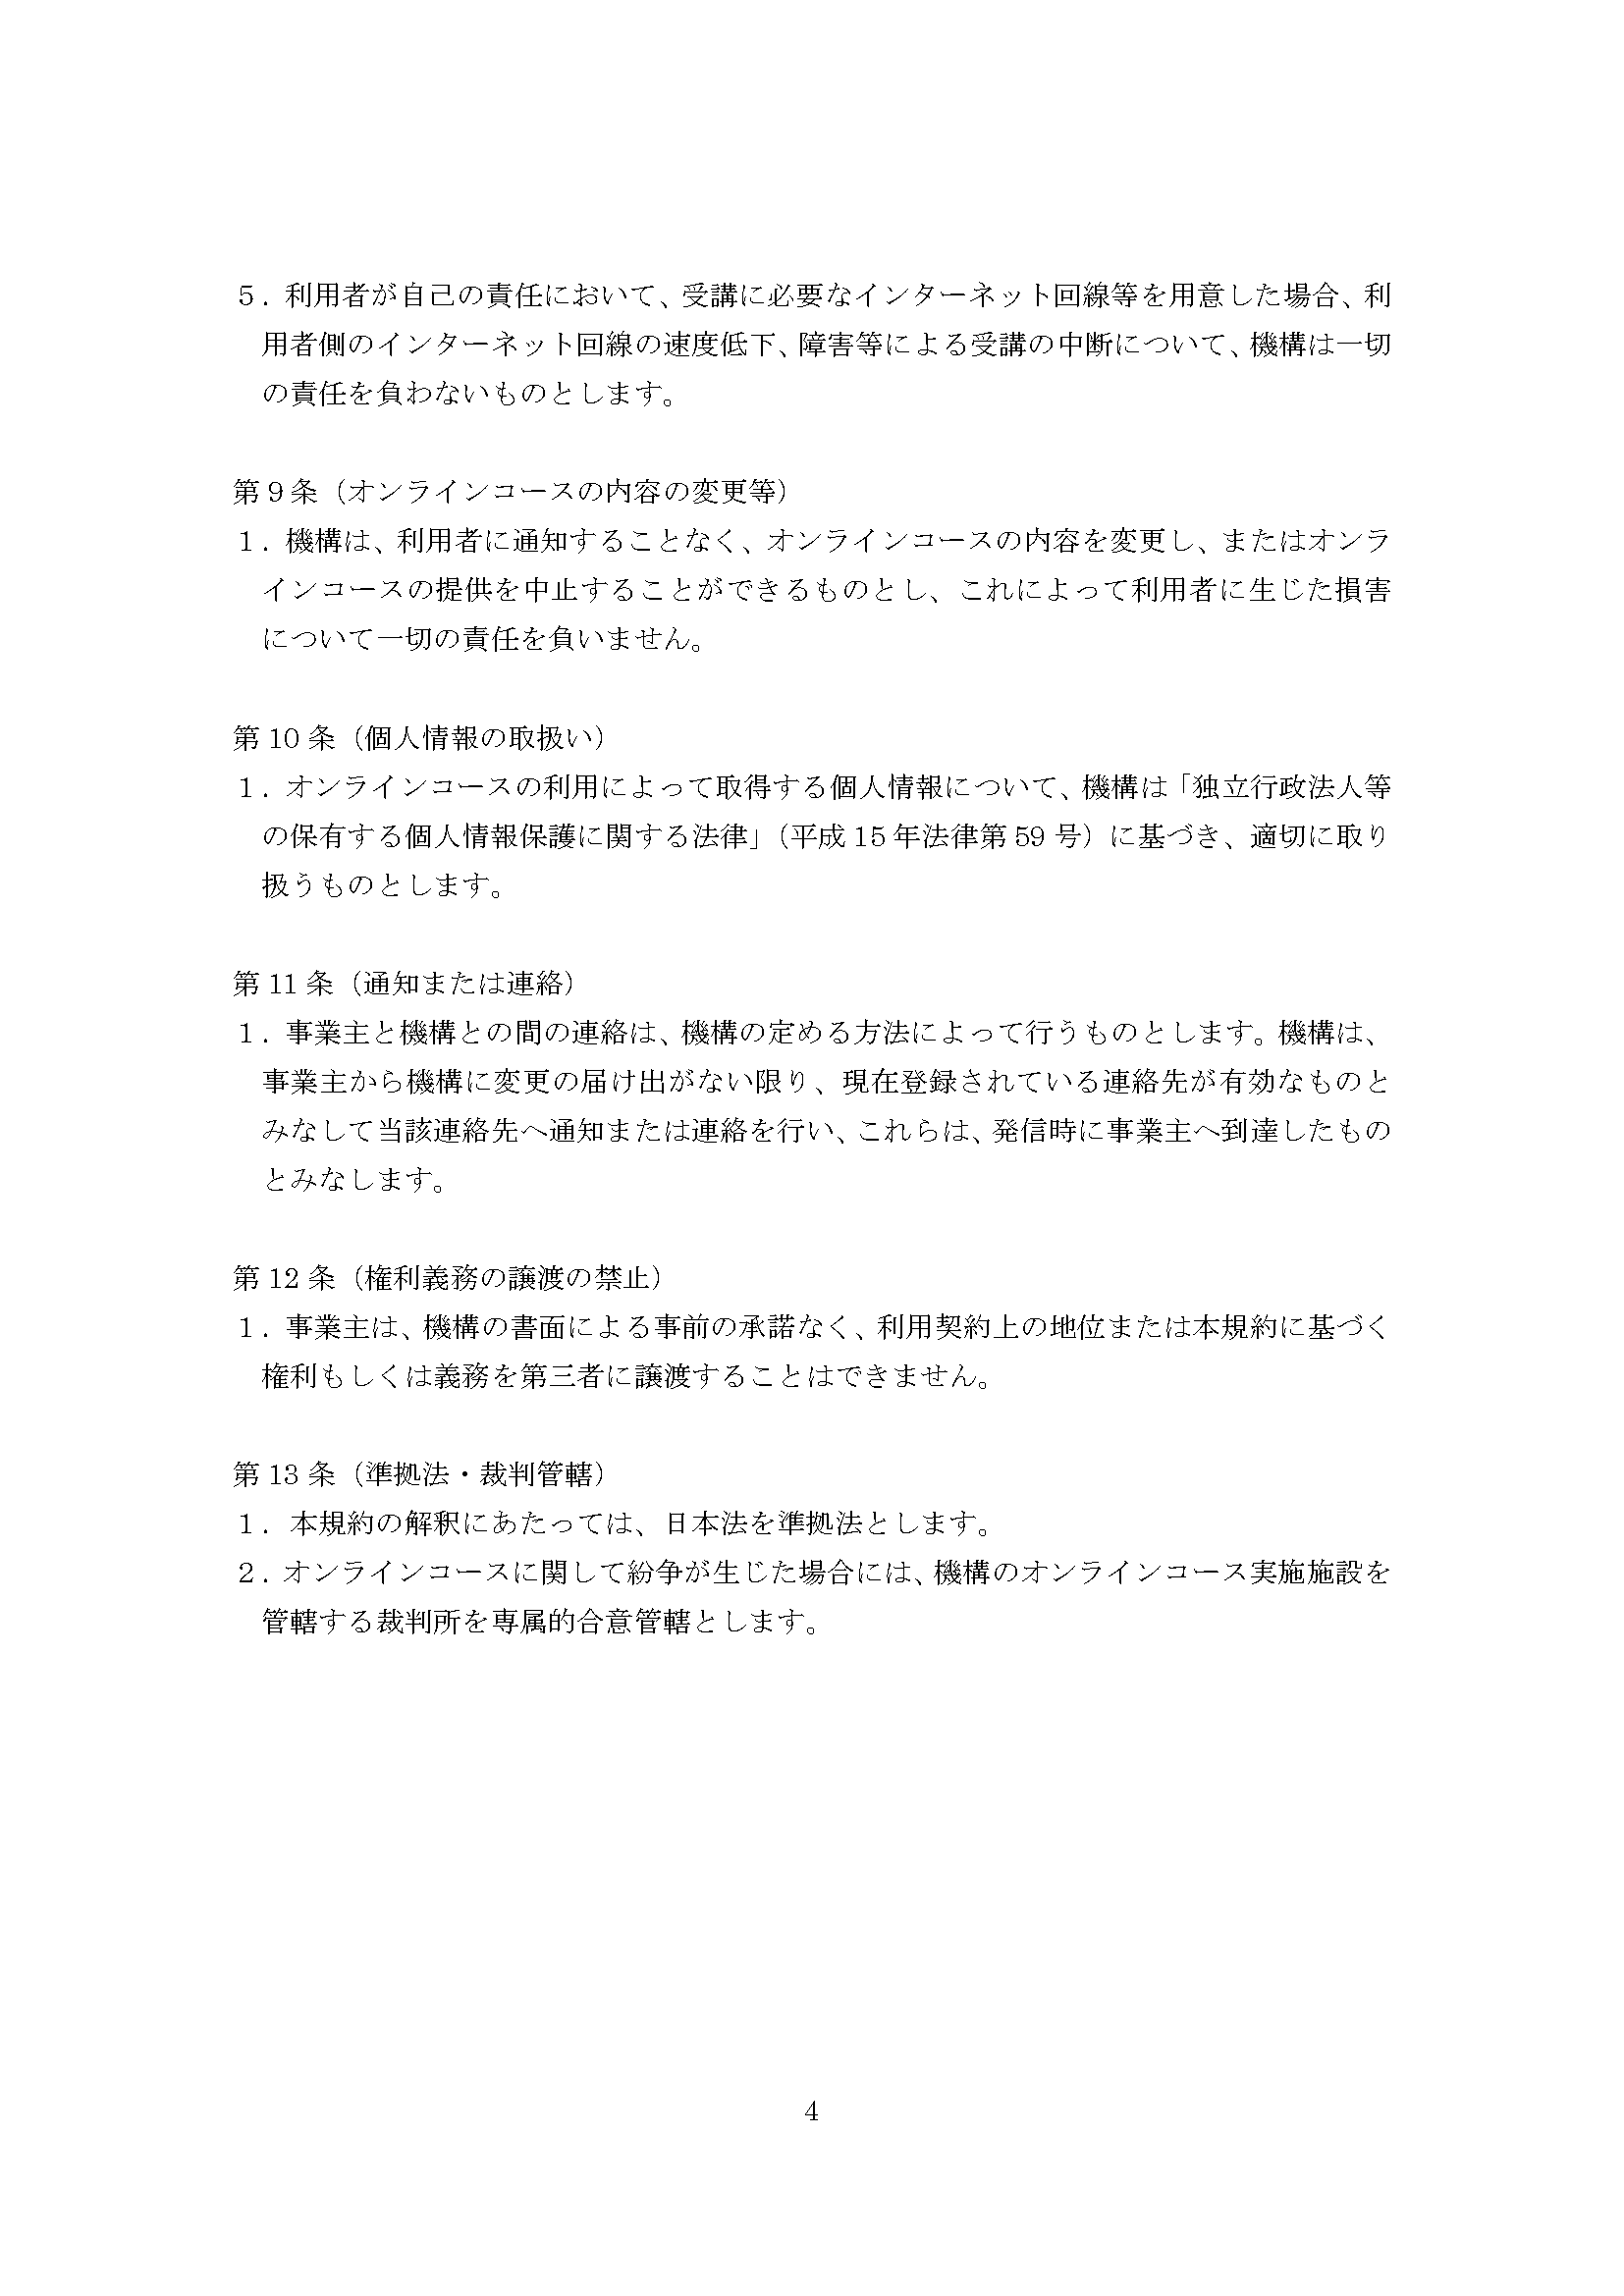 ５．利用者が自己の責任において、受講に必要なインターネット回線等を用意した場合、利
用者側のインターネット回線の速度低下、障害等による受講の中断について、機構は一切
の責任を負わないものとします。
第９条（オンラインコースの内容の変更等）
１．機構は、利用者に通知することなく、オンラインコースの内容を変更し、またはオンラ
インコースの提供を中止することができるものとし、これによって利用者に生じた損害
について一切の責任を負いません。
第 10 条（個人情報の取扱い）
１．オンラインコースの利用によって取得する個人情報について、機構は「独立行政法人等
の保有する個人情報保護に関する法律」（平成 15 年法律第 59 号）に基づき、適切に取り
扱うものとします。
第 11 条（通知または連絡）
１．事業主と機構との間の連絡は、機構の定める方法によって行うものとします。機構は、
事業主から機構に変更の届け出がない限り、現在登録されている連絡先が有効なものと
みなして当該連絡先へ通知または連絡を行い、これらは、発信時に事業主へ到達したもの
とみなします。
第 12 条（権利義務の譲渡の禁止）
１．事業主は、機構の書面による事前の承諾なく、利用契約上の地位または本規約に基づく
権利もしくは義務を第三者に譲渡することはできません。
第 13 条（準拠法・裁判管轄）
１．本規約の解釈にあたっては、日本法を準拠法とします。
２．オンラインコースに関して紛争が生じた場合には、機構のオンラインコース実施施設を
管轄する裁判所を専属的合意管轄とします。
4